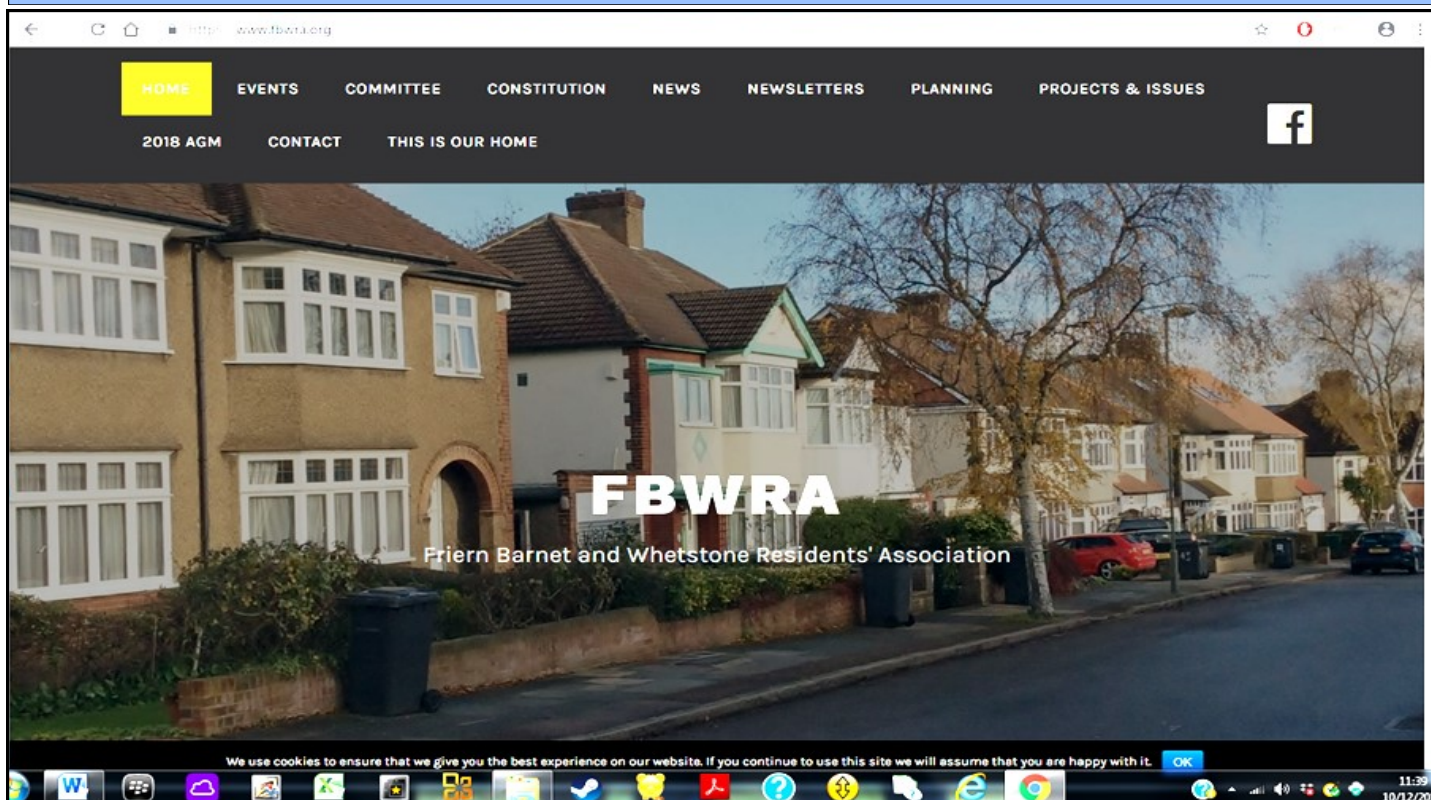 www.fbwra.org
HOME EVENTS COMMITTEE CONSTITUTION NEWS NEWSLETTERS PLANNING PROJECTS & ISSUES
2018 AGM CONTACT THIS IS OUR HOME
FBWRA
Friern Barnet and Whetstone Residents' Association
We use cookies to ensure that we give you the best experience on our website. If you continue to use this site we will assume that you are happy with it. OK
11:39
10/12/20